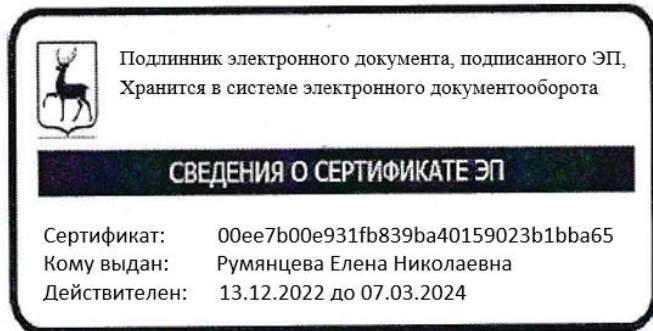 Подлинник электронного документа, подписанного ЭП,
Хранится в системе электронного документооборота
СВЕДЕНИЯ О СЕРТИФИКАТЕ ЭП
Сертификат: 00ee7b00e931fb839ba40159023b1bba65
Кому выдан: Румянцева Елена Николаевна
Действителен: 13.12.2022 до 07.03.2024